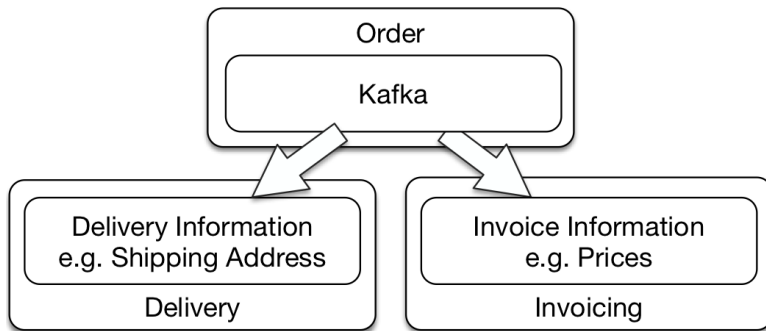 Order
Kafka
Delivery Information
e.g. Shipping Address
Delivery
Invoice Information
e.g. Prices
Invoicing